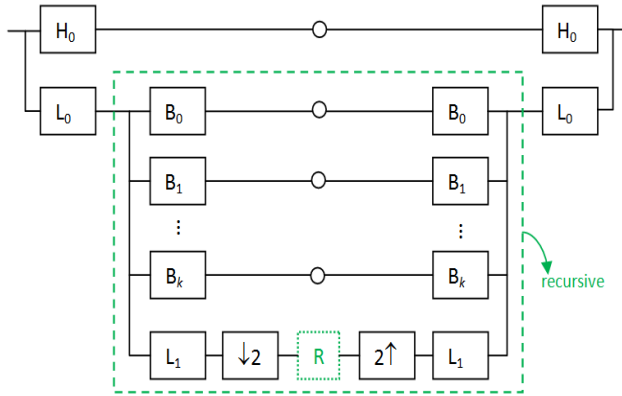 H₀ H₀
L₀ B₀ B₀ L₀
B₁ B₁
⋮ ⋮
Bₖ Bₖ
recursive
L₁ ↓2 R 2↑ L₁